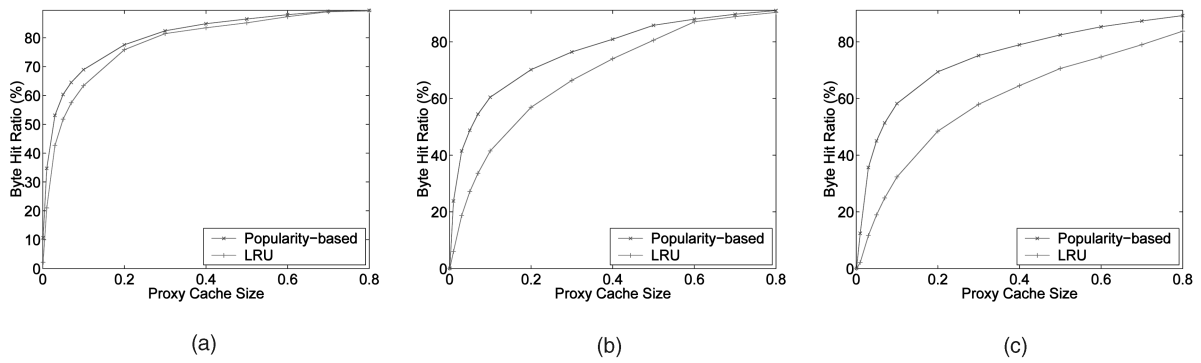 Byte Hit Ratio (%)
80
70
60
50
40
30
20
10
0
0
0.2
0.4
0.6
0.8
Proxy Cache Size
Popularity-based
LRU
(a)
Byte Hit Ratio (%)
80
60
40
20
0
0
0.2
0.4
0.6
0.8
Proxy Cache Size
Popularity-based
LRU
(b)
Byte Hit Ratio (%)
80
60
40
20
0
0
0.2
0.4
0.6
0.8
Proxy Cache Size
Popularity-based
LRU
(c)